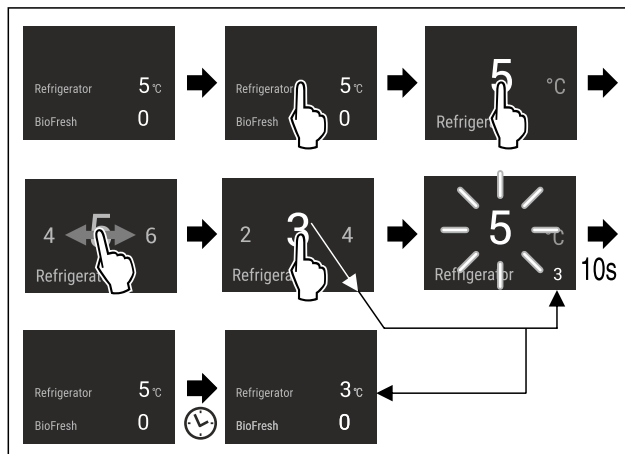 Refrigerator 5 °C
BioFresh 0
Refrigerator 5 °C
BioFresh 0
5 °C
Refriger
4 5 6
Refrigerat
2 3 4
Refrigera
5 °C
Refrigerator 3
10s
Refrigerator 5 °C
BioFresh 0
Refrigerator 3 °C
BioFresh 0